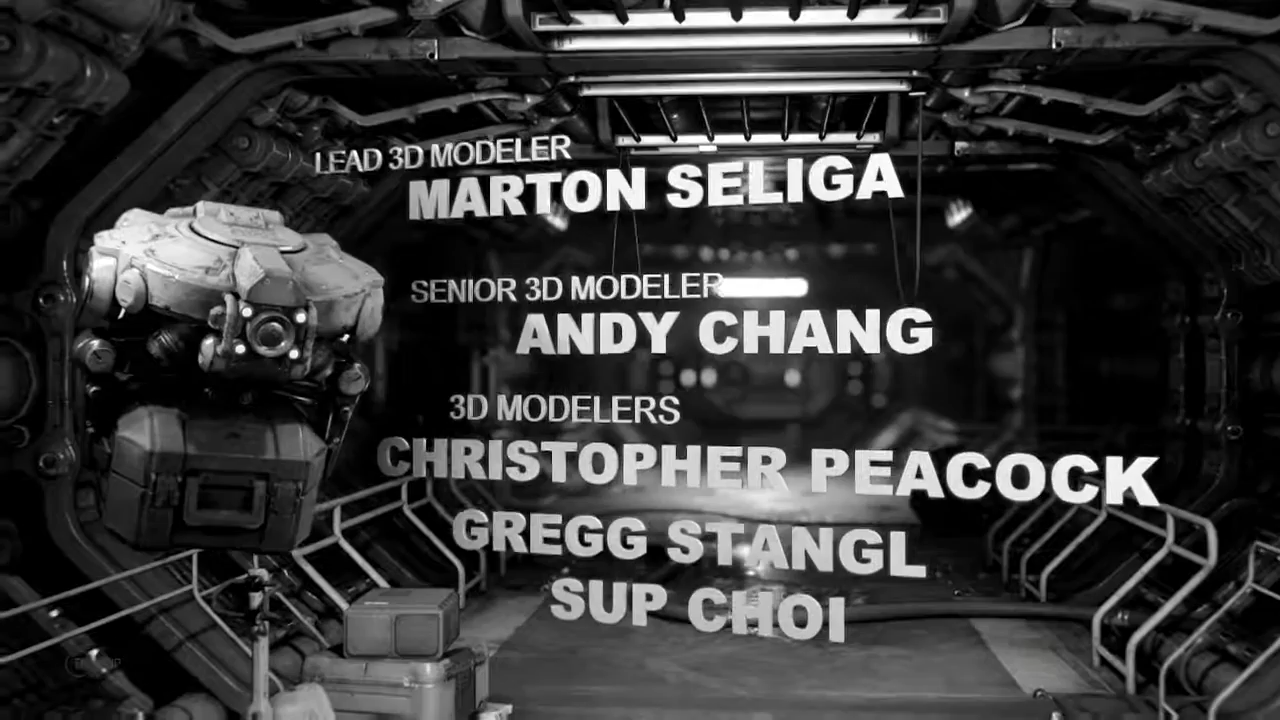 LEAD 3D MODELER
MARTON SELIGA
SENIOR 3D MODELER
ANDY CHANG
3D MODELERS
CHRISTOPHER PEACOCK
GREGG STANGL
SUP CHOI